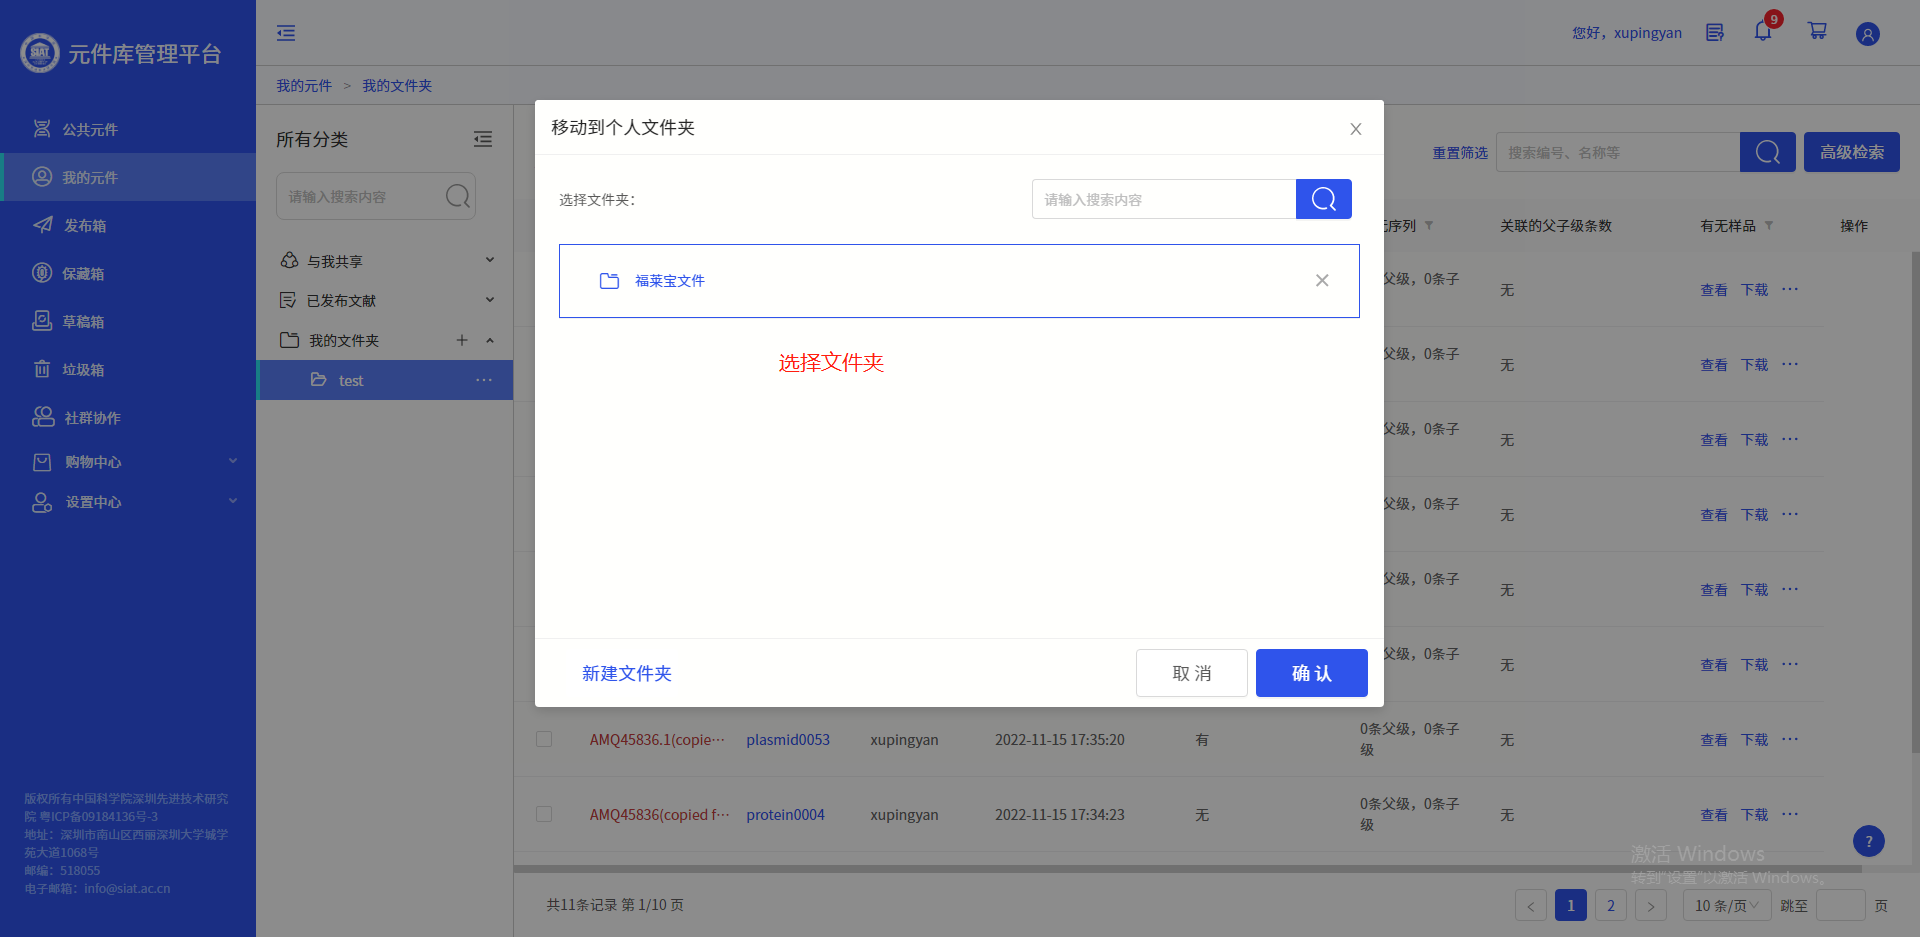 元件库管理平台
公共元件
我的元件
发布箱
保藏箱
草稿箱
垃圾箱
社群协作
购物中心
设置中心
版权所有中国科学院深圳先进技术研究
院 粤ICP备09184136号-3
地址：深圳市南山区西丽深圳大学城学
苑大道1068号
邮编：518055
电子邮箱：info@siat.ac.cn
您好，xupingyan
9
我的元件 > 我的文件夹
所有分类
请输入搜索内容
与我共享
已发布文献
我的文件夹
test
重置筛选
搜索编号、名称等
高级检索
移动到个人文件夹
选择文件夹：
请输入搜索内容
福莱宝文件
选择文件夹
新建文件夹
取 消
确 认
序列 关联的父子级条数 有无样品 操作
父级，0条子
无 查看 下载 ···
父级，0条子
无 查看 下载 ···
父级，0条子
无 查看 下载 ···
父级，0条子
无 查看 下载 ···
父级，0条子
无 查看 下载 ···
父级，0条子
无 查看 下载 ···
AMQ45836.1(copie··· plasmid0053 xupingyan 2022-11-15 17:35:20 有 0条父级，0条子
级
无 查看 下载 ···
AMQ45836(copied f··· protein0004 xupingyan 2022-11-15 17:34:23 无 0条父级，0条子
级
无 查看 下载 ···
?
激活 Windows
转到"设置"以激活 Windows。
共11条记录 第 1/10 页
< 1 2 > 10 条/页 跳至 页